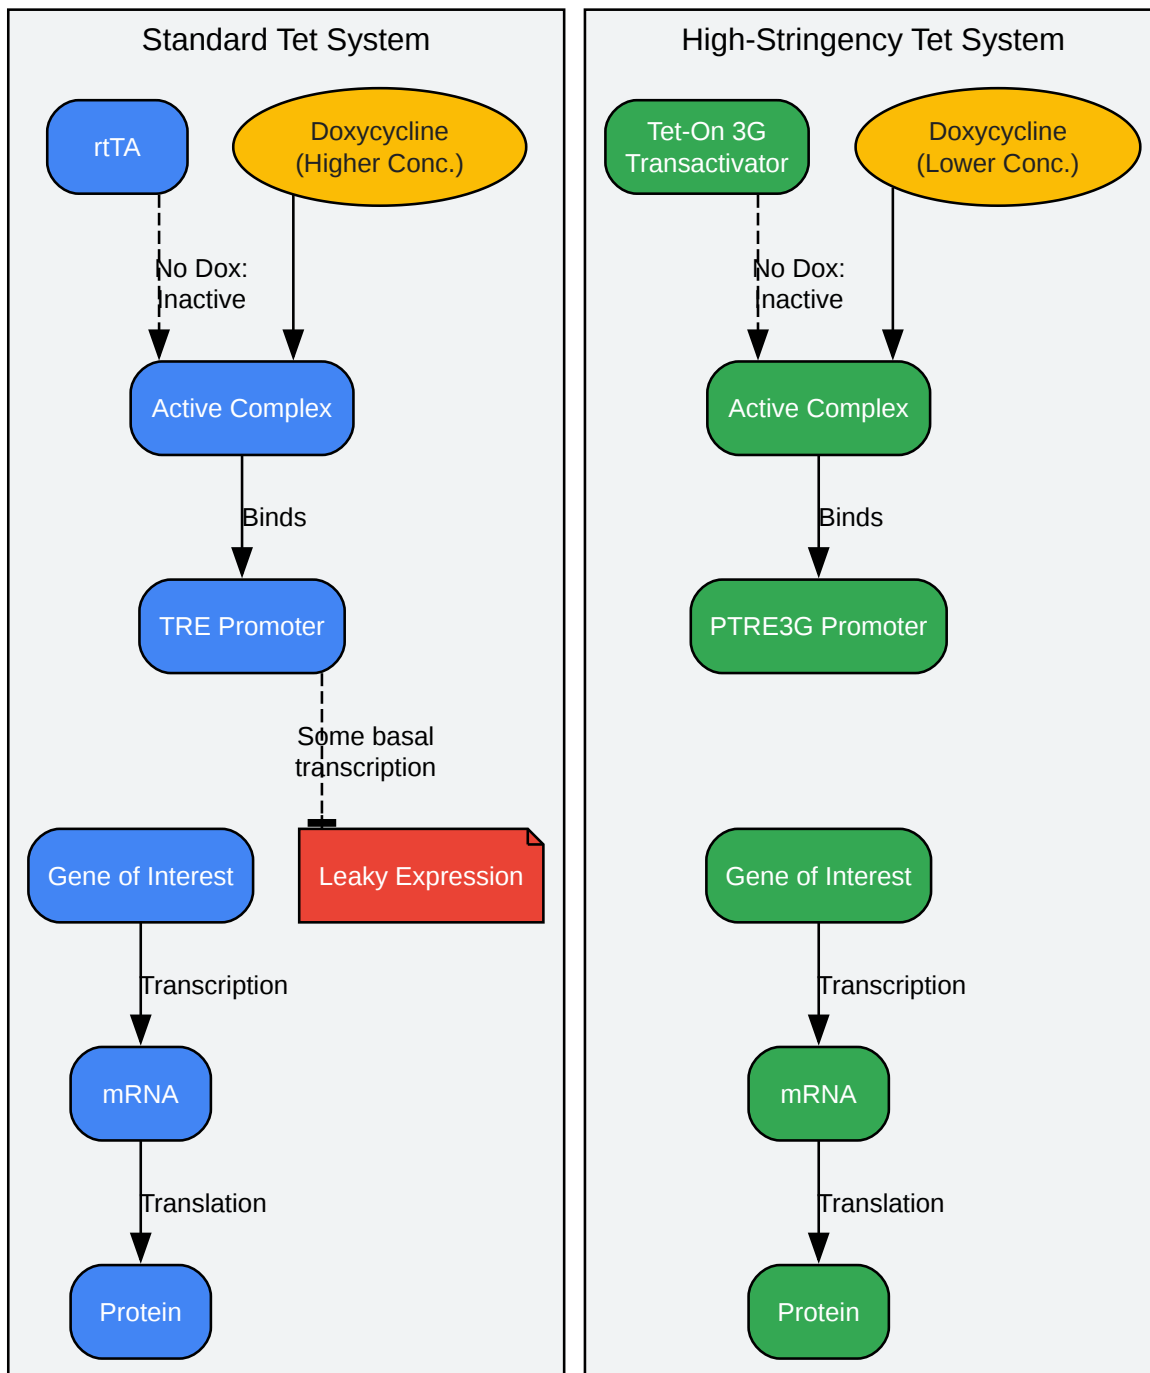 Standard Tet System
rtTA
Doxycycline
(Higher Conc.)
No Dox:
Inactive
Active Complex
Binds
TRE Promoter
Some basal
transcription
Gene of Interest
Leaky Expression
Transcription
mRNA
Translation
Protein
High-Stringency Tet System
Tet-On 3G
Transactivator
Doxycycline
(Lower Conc.)
No Dox:
Inactive
Active Complex
Binds
PTRE3G Promoter
Gene of Interest
Transcription
mRNA
Translation
Protein